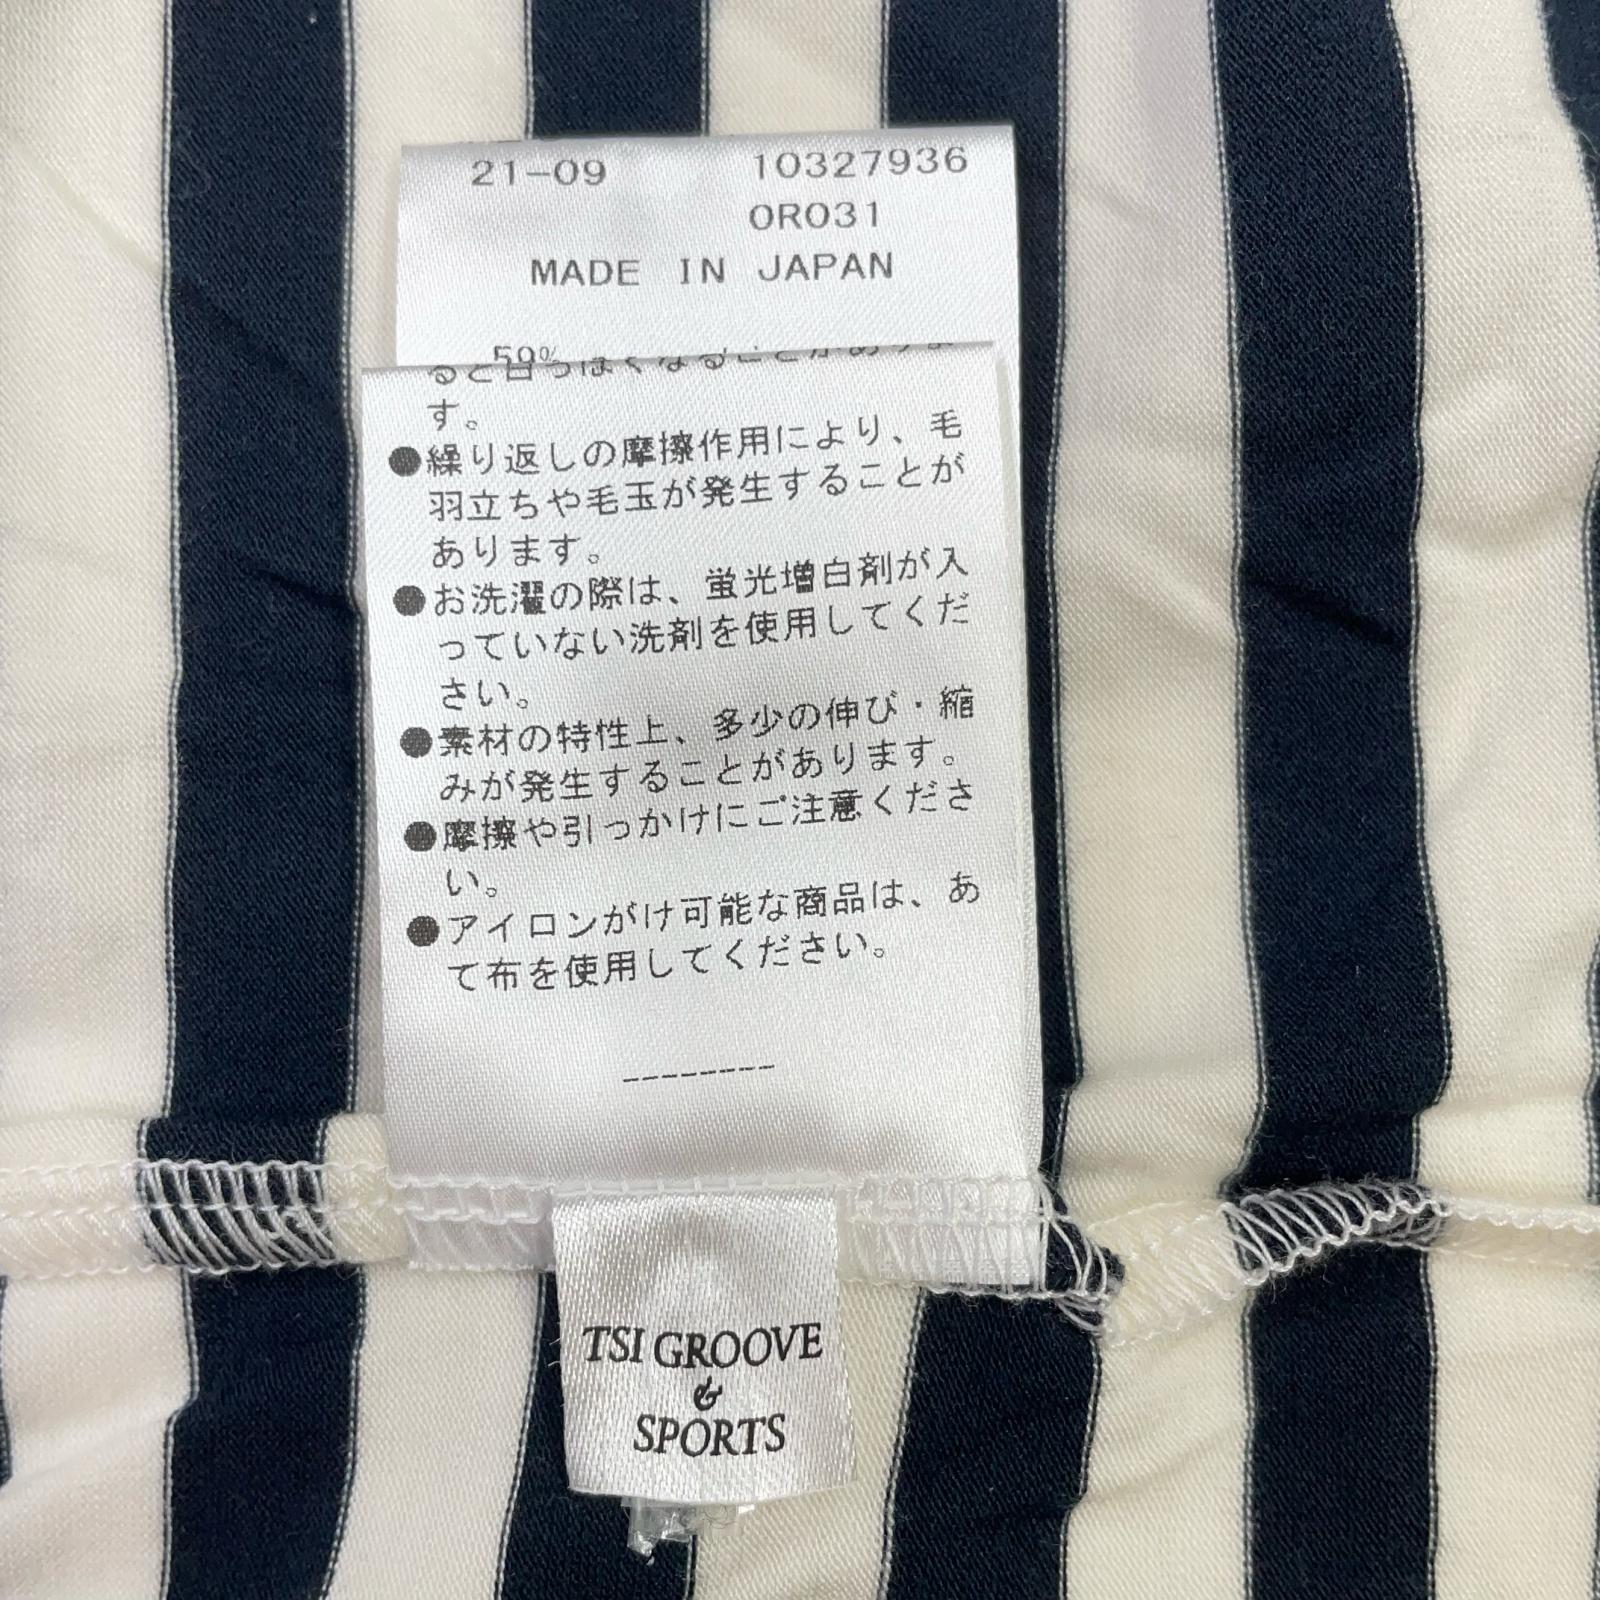 21-09 10327936
0R031
MADE IN JAPAN
す。
●繰り返しの摩擦作用により、毛
羽立ちや毛玉が発生することが
あります。
●お洗濯の際は、蛍光増白剤が入
っていない洗剤を使用してくだ
さい。
●素材の特性上、多少の伸び・縮
みが発生することがあります。
●摩擦や引っかけにご注意くださ
い。
●アイロンがけ可能な商品は、あ
て布を使用してください。
--------
TSI GROOVE
&
SPORTS